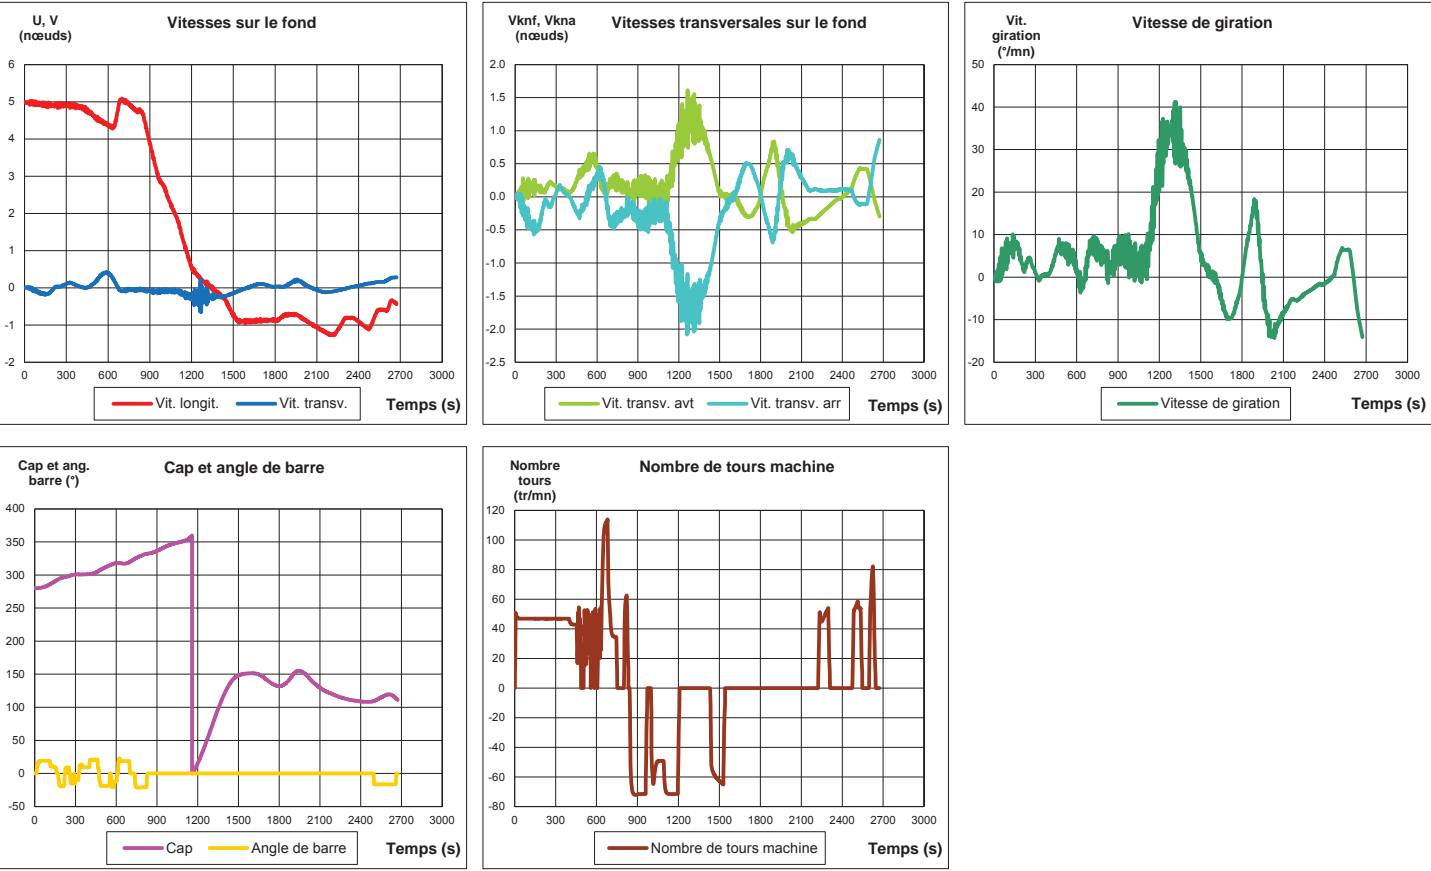 U, V
(nœuds)
Vitesses sur le fond
6
5
4
3
2
1
0
-1
-2
0 300 600 900 1200 1500 1800 2100 2400 2700 3000
Vit. longit. Vit. transv. Temps (s)
Vknf, Vkna
(nœuds)
Vitesses transversales sur le fond
2.0
1.5
1.0
0.5
0.0
-0.5
-1.0
-1.5
-2.0
-2.5
0 300 600 900 1200 1500 1800 2100 2400 2700 3000
Vit. transv. avt Vit. transv. arr Temps (s)
Vit.
giration
(°/mn)
Vitesse de giration
50
40
30
20
10
0
-10
-20
0 300 600 900 1200 1500 1800 2100 2400 2700 3000
Vitesse de giration Temps (s)
Cap et ang.
barre (°)
Cap et angle de barre
400
350
300
250
200
150
100
50
0
-50
0 300 600 900 1200 1500 1800 2100 2400 2700 3000
Cap Angle de barre Temps (s)
Nombre
tours
(tr/mn)
Nombre de tours machine
120
100
80
60
40
20
0
-20
-40
-60
-80
0 300 600 900 1200 1500 1800 2100 2400 2700 3000
Nombre de tours machine Temps (s)